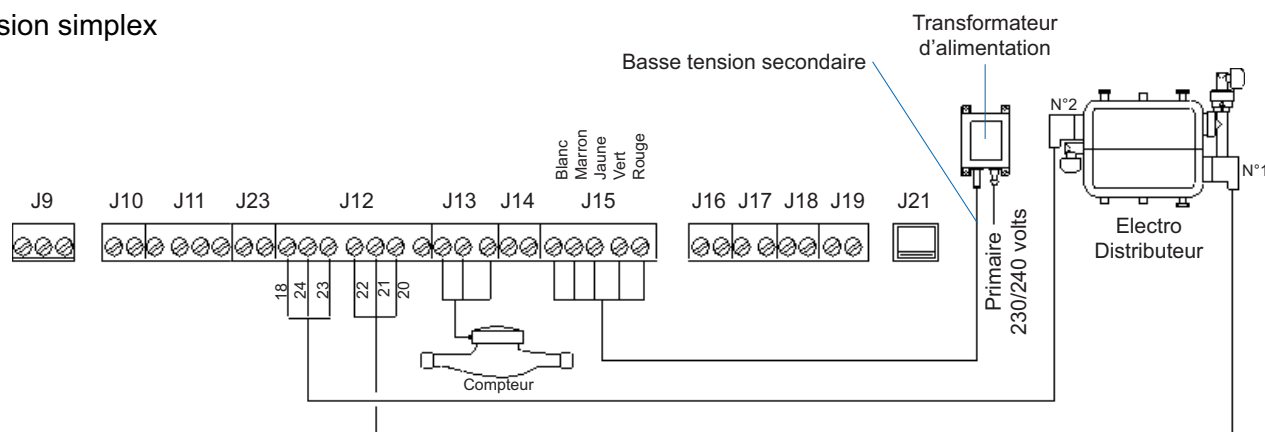 sion simplex
Transformateur
d'alimentation
Basse tension secondaire
N°2
N°1
Blanc
Marron
Jaune
Vert
Rouge
J9 J10 J11 J23 J12 J13 J14 J15 J16 J17 J18 J19 J21
Electro
Distributeur
Primaire
230/240 volts
18
24
23
22
21
20
Compteur